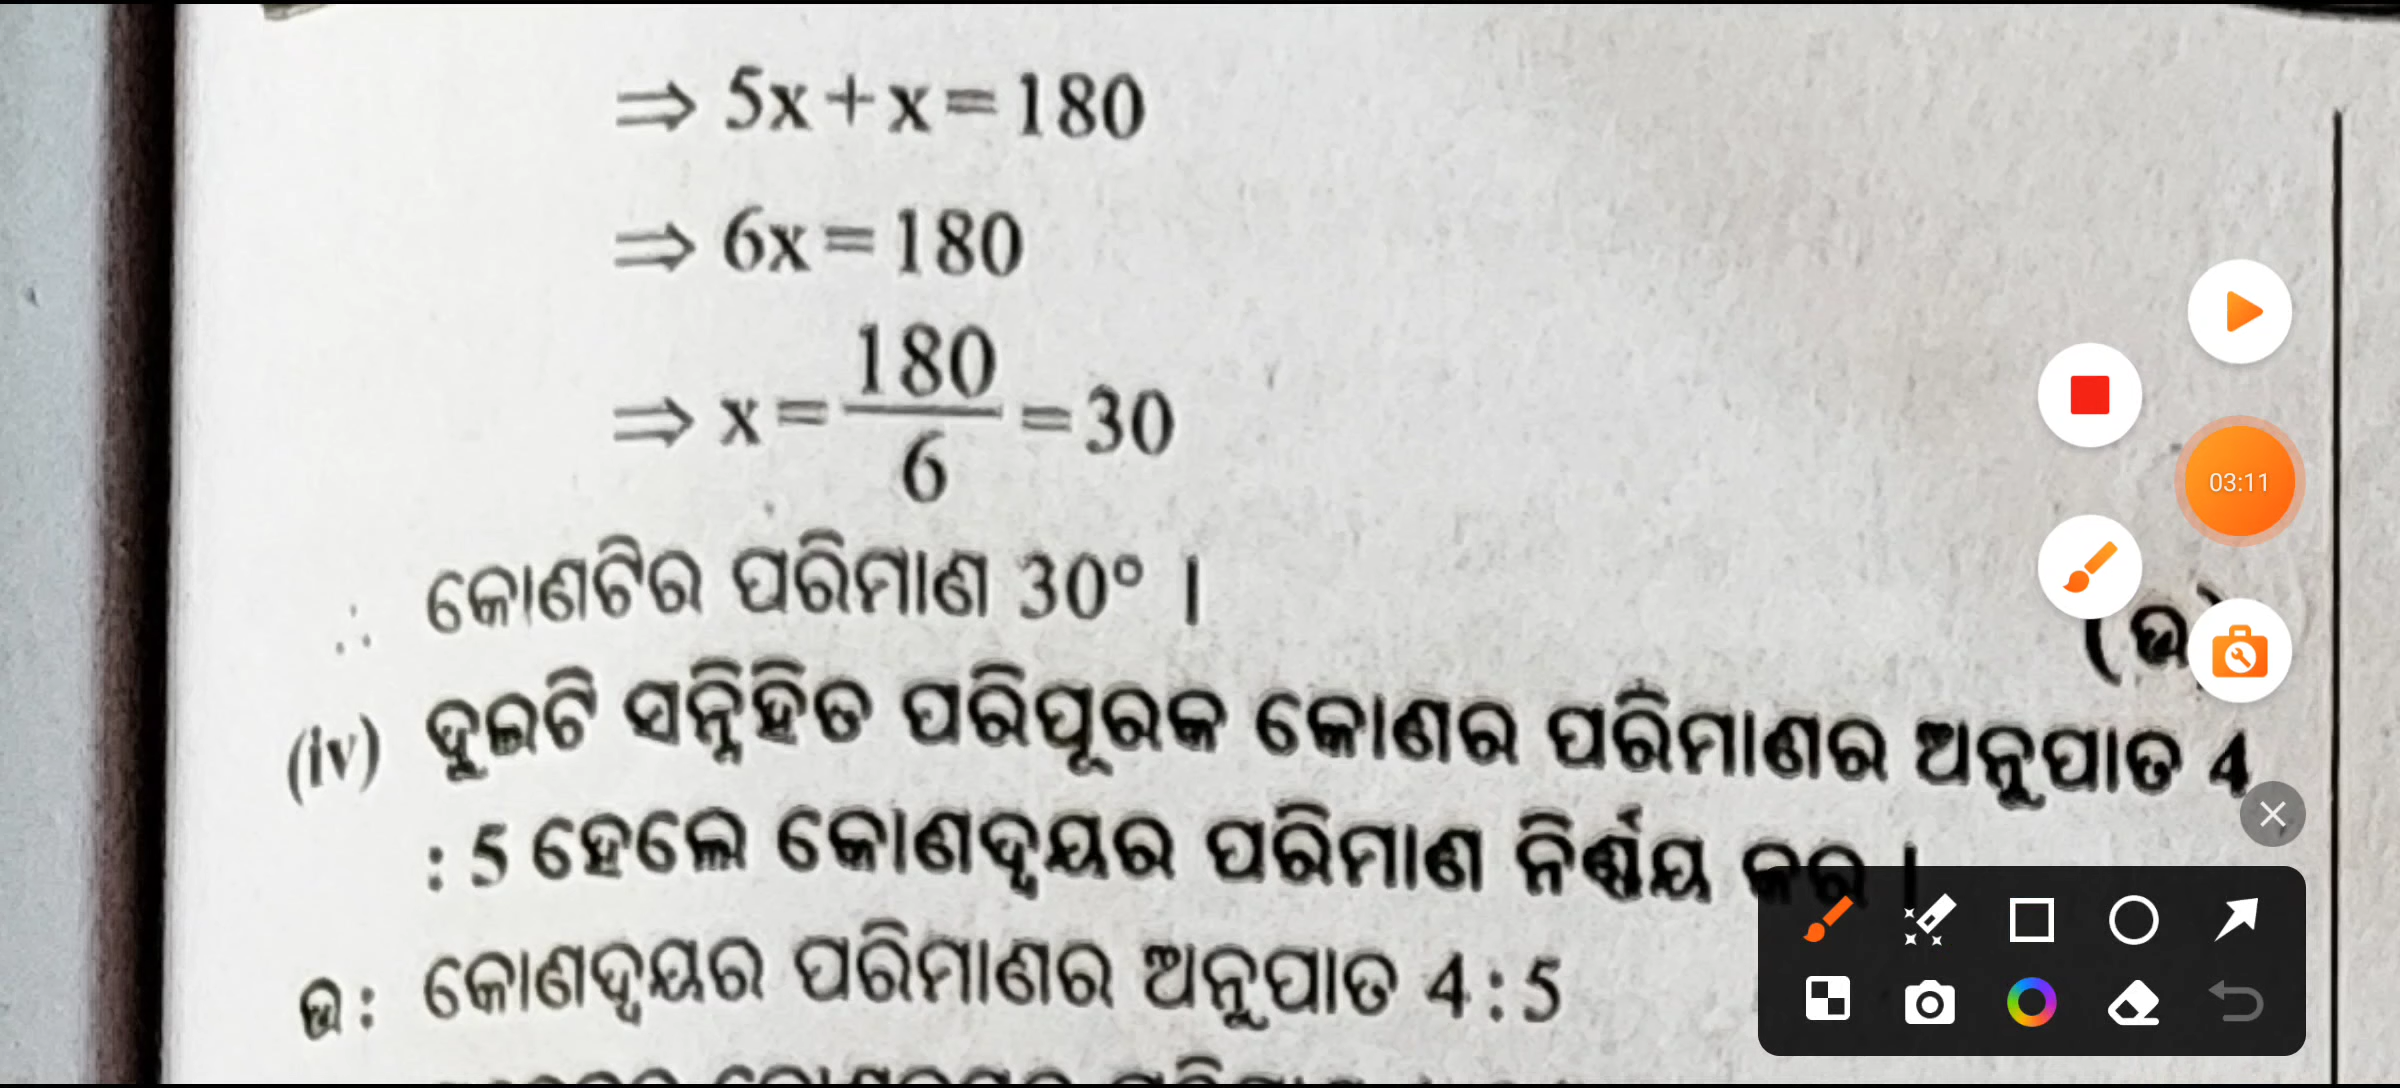 ⇒ 5x + x = 180
⇒ 6x = 180
⇒ x = 180/6 = 30
∴ କୋଣଟିର ପରିମାଣ 30° ।
03:11
(iv) ଦୁଇଟି ସନ୍ନିହିତ ପରିପୂରକ କୋଣର ପରିମାଣର ଅନୁପାତ 4
: 5 ହେଲେ କୋଣଦ୍ୱୟର ପରିମାଣ ନିର୍ଣ୍ଣୟ କର ।
ଉ : କୋଣଦ୍ୱୟର ପରିମାଣର ଅନୁପାତ 4 : 5